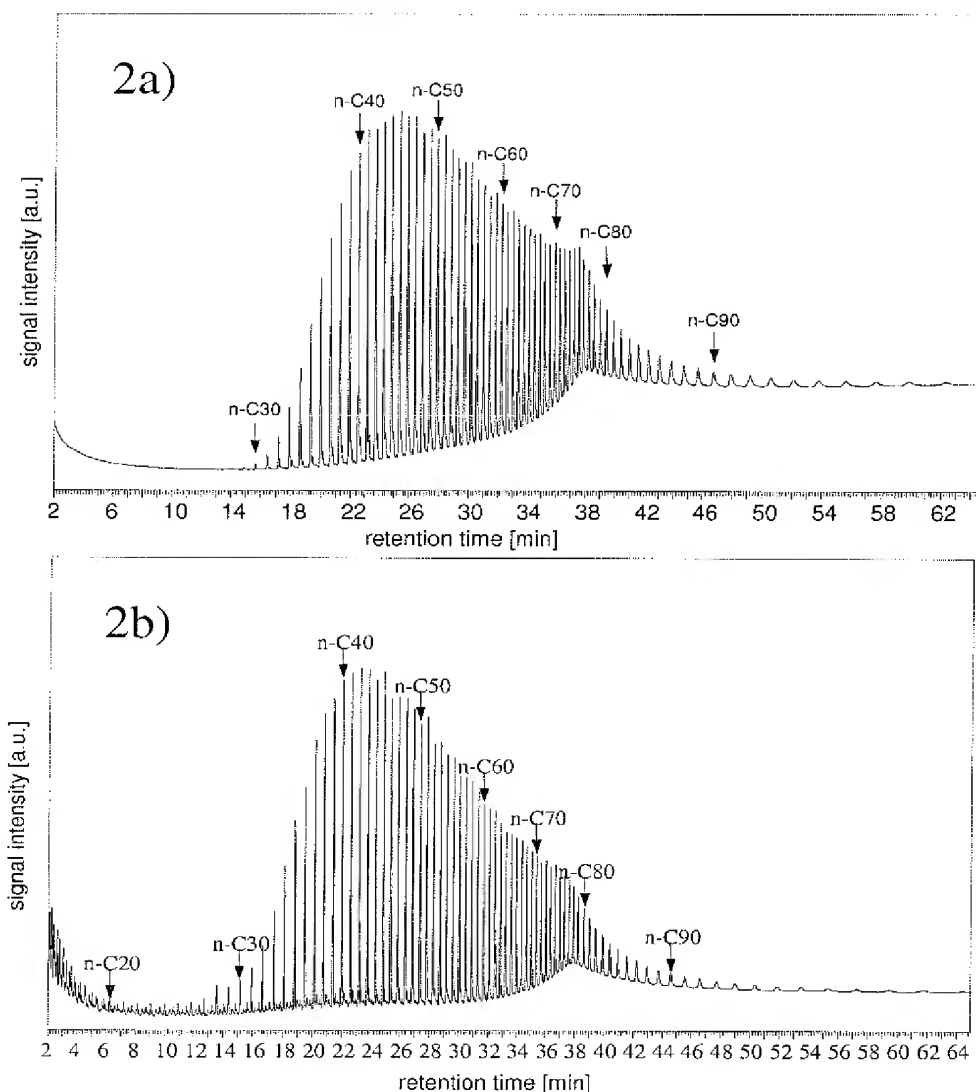 2a)
n-C40
n-C50
n-C60
n-C70
n-C80
n-C90
n-C30
signal intensity [a.u.]
2 6 10 14 18 22 26 30 34 38 42 46 50 54 58 62
retention time [min]
2b)
n-C40
n-C50
n-C60
n-C70
n-C80
n-C90
n-C30
n-C20
signal intensity [a.u.]
2 4 6 8 10 12 14 16 18 20 22 24 26 28 30 32 34 36 38 40 42 44 46 48 50 52 54 56 58 60 62 64
retention time [min]